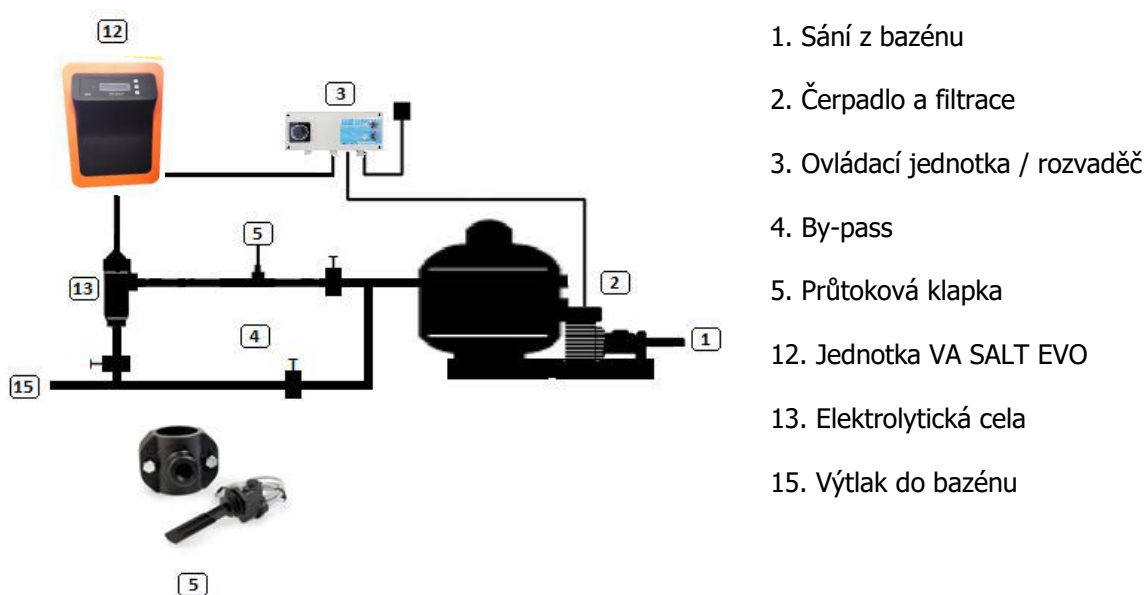 12
3
5
13
2
4
1
15
5
1. Sání z bazénu
2. Čerpadlo a filtrace
3. Ovládací jednotka / rozvaděč
4. By-pass
5. Průtoková klapka
12. Jednotka VA SALT EVO
13. Elektrolytická cela
15. Výtlak do bazénu